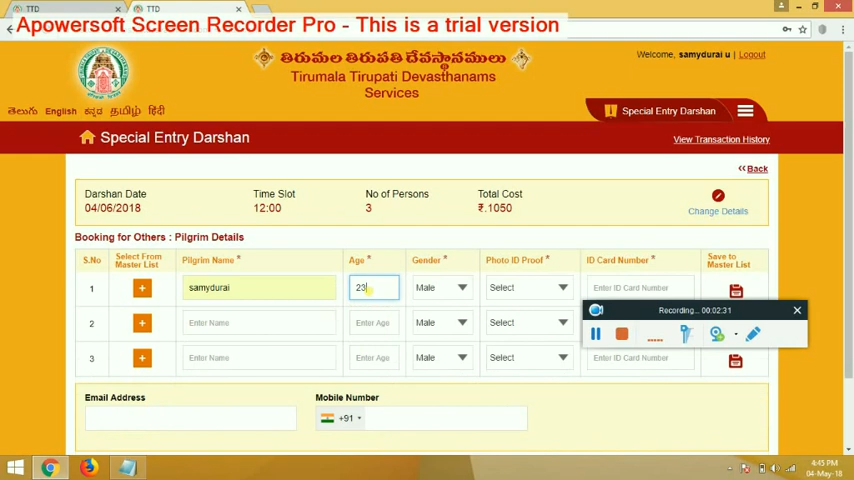 TTD
TTD
Apowersoft Screen Recorder Pro - This is a trial version
తిరుమల తిరుపతి దేవస్థానములు
Tirumala Tirupati Devasthanams
Services
Welcome, samydurai u | Logout
తెలుగు English ಕನ್ನಡ தமிழ் हिंदी
Special Entry Darshan
Special Entry Darshan
View Transaction History
<< Back
Darshan Date Time Slot No of Persons Total Cost
04/06/2018 12:00 3 ₹.1050
Change Details
Booking for Others : Pilgrim Details
S.No Select From Master List Pilgrim Name * Age * Gender * Photo ID Proof * ID Card Number * Save to Master List
1 + samydurai 23 Male Select Enter ID Card Number
Recording... 00:02:31
2 + Enter Name Enter Age Male Select
3 + Enter Name Enter Age Male Select
Email Address Mobile Number
+91
4:45 PM
04-May-18